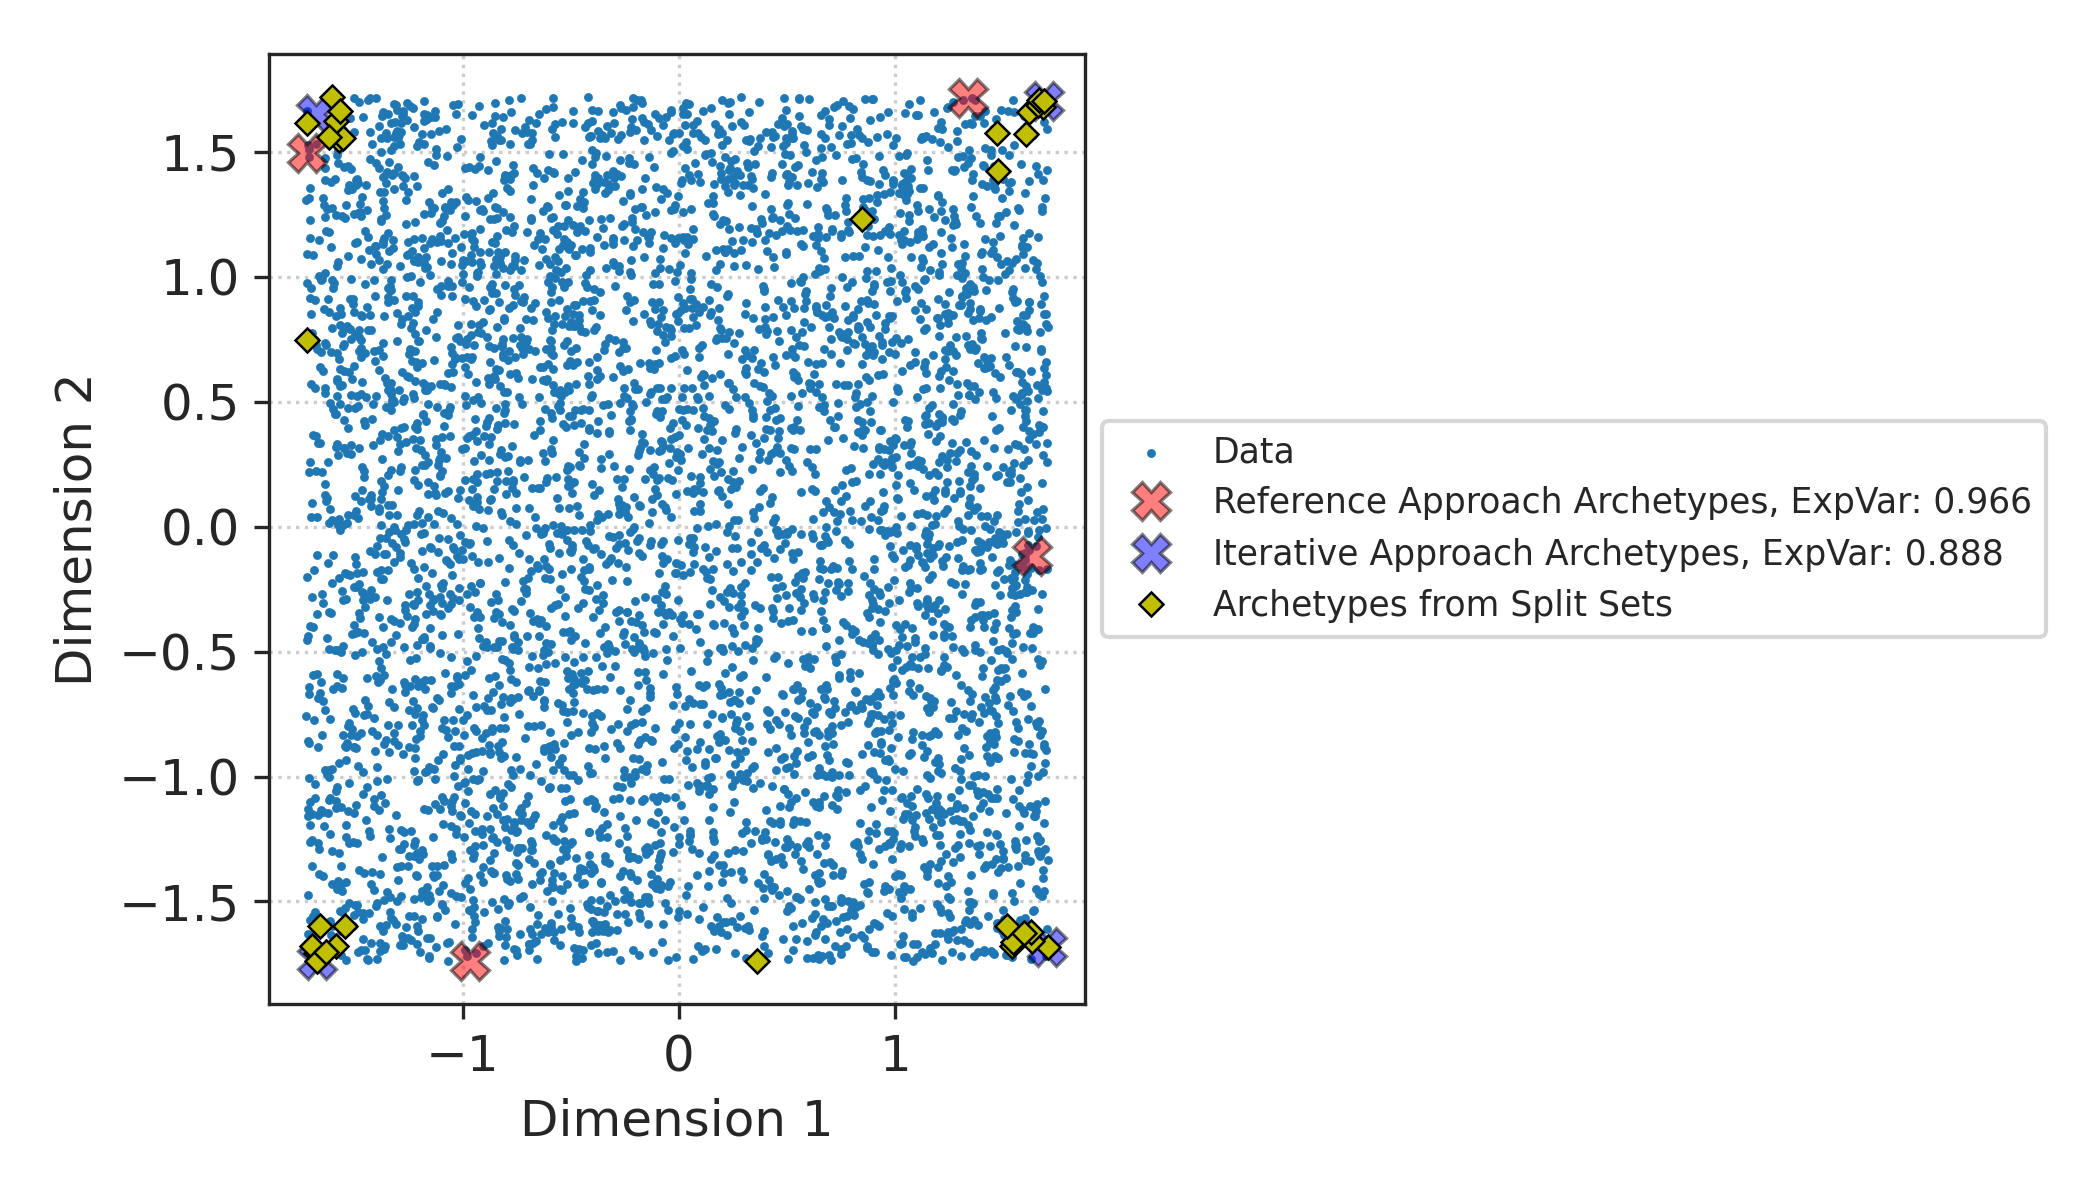 1.5
1.0
0.5
0.0
−0.5
−1.0
−1.5
Dimension 2
−1
0
1
Dimension 1
Data
Reference Approach Archetypes, ExpVar: 0.966
Iterative Approach Archetypes, ExpVar: 0.888
Archetypes from Split Sets